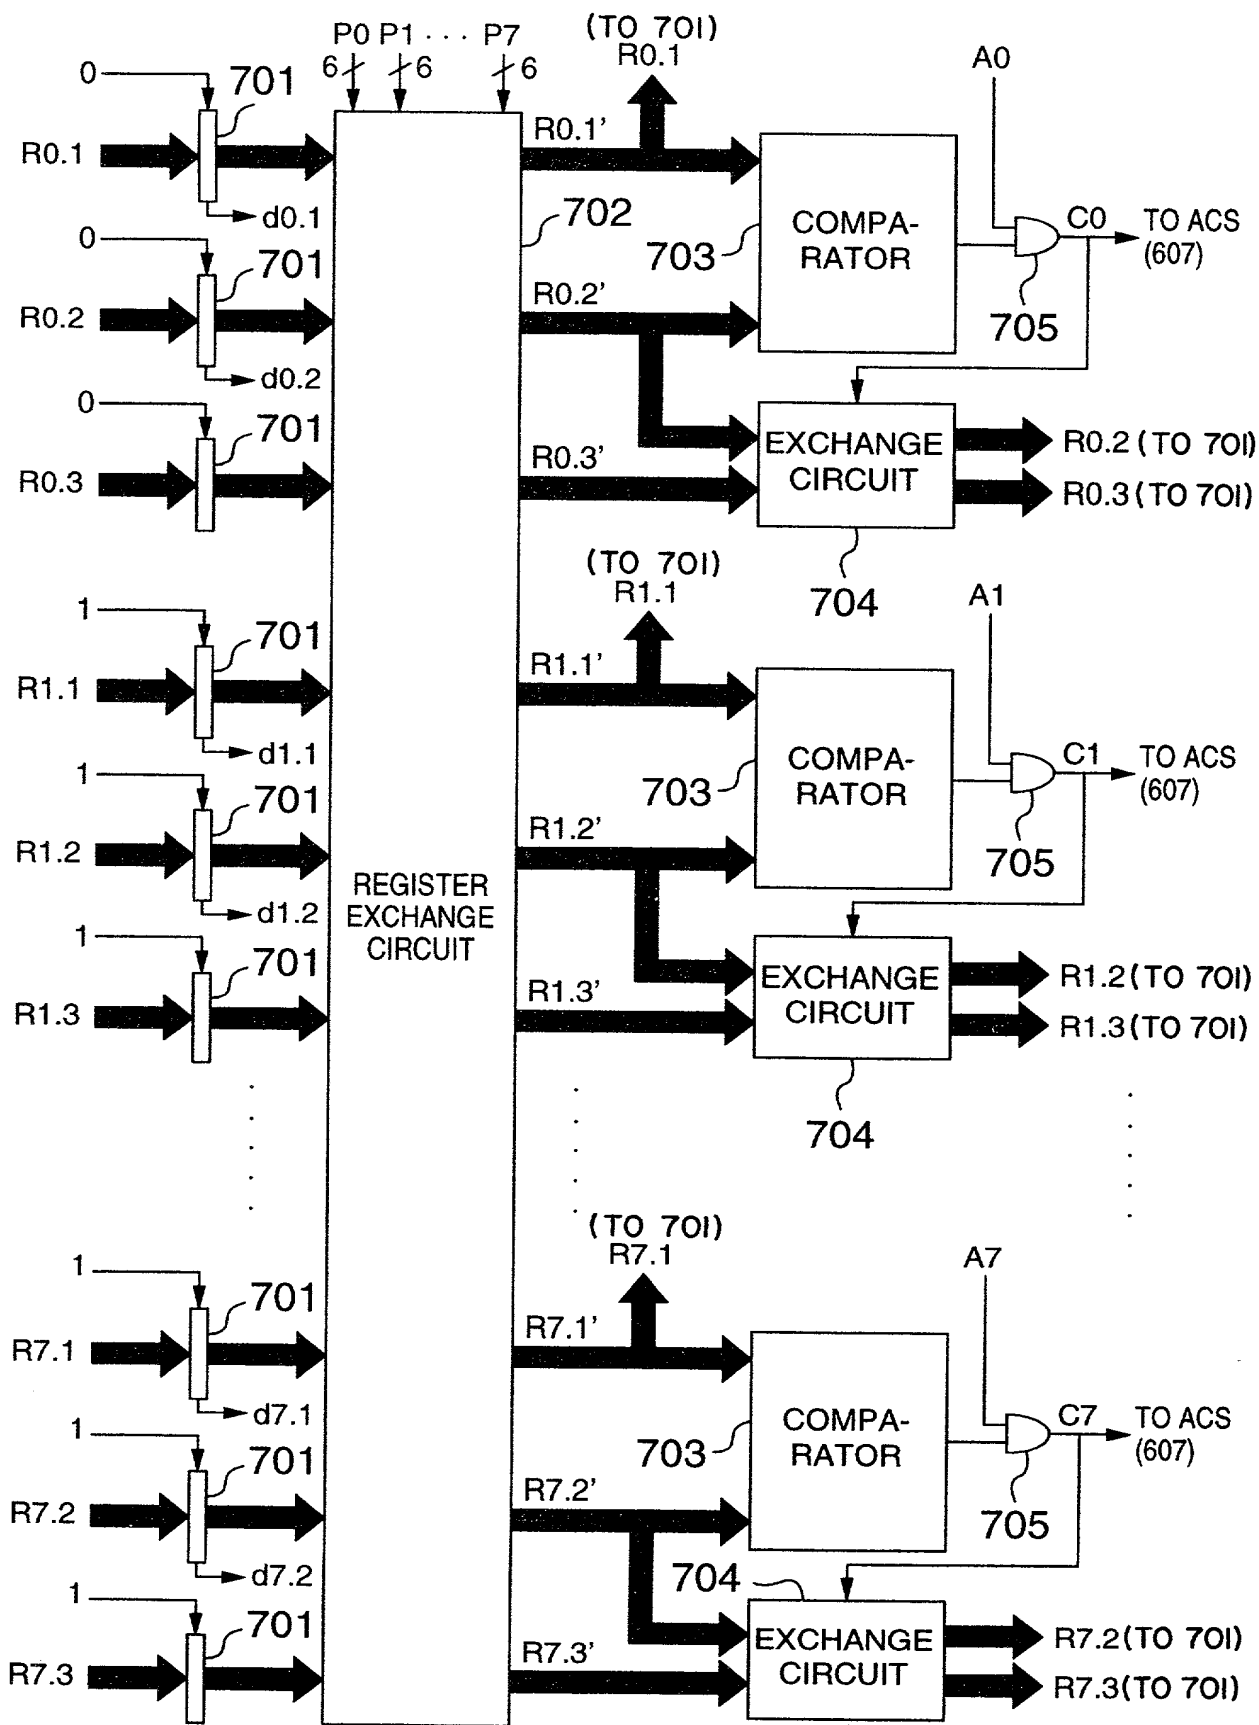 P0 P1 · · · P7
6 6 6
(TO 701)
R0.1
A0
0
701
R0.1
R0.1'
d0.1
702
COMPA-
RATOR
703
C0
TO ACS
(607)
705
0
701
R0.2
R0.2'
d0.2
0
701
R0.3
R0.3'
EXCHANGE
CIRCUIT
R0.2 (TO 701)
R0.3 (TO 701)
704
(TO 701)
R1.1
A1
1
701
R1.1
R1.1'
d1.1
COMPA-
RATOR
703
C1
TO ACS
(607)
705
1
701
R1.2
R1.2'
d1.2
REGISTER
EXCHANGE
CIRCUIT
1
701
R1.3
R1.3'
EXCHANGE
CIRCUIT
R1.2 (TO 701)
R1.3 (TO 701)
704
(TO 701)
R7.1
A7
1
701
R7.1
R7.1'
d7.1
COMPA-
RATOR
703
C7
TO ACS
(607)
705
1
701
R7.2
R7.2'
d7.2
704
1
701
R7.3
R7.3'
EXCHANGE
CIRCUIT
R7.2 (TO 701)
R7.3 (TO 701)